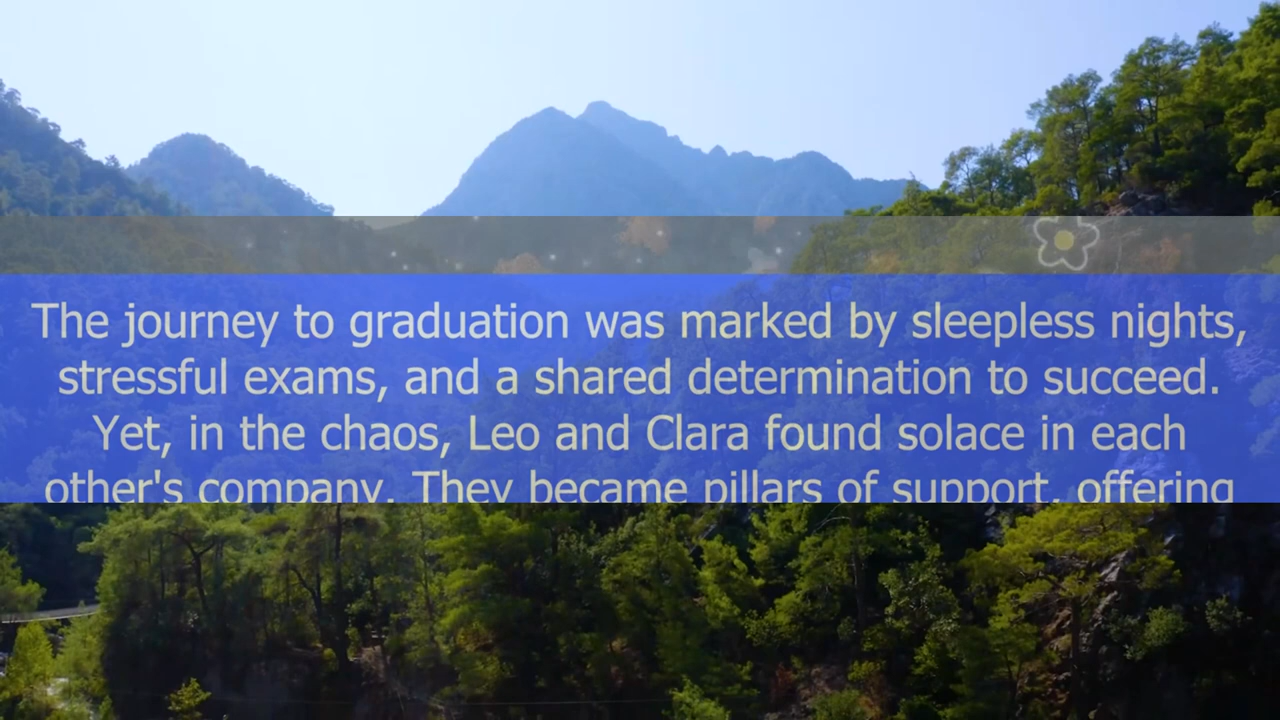 The journey to graduation was marked by sleepless nights,
stressful exams, and a shared determination to succeed.
Yet, in the chaos, Leo and Clara found solace in each
other's company. They became pillars of support, offering